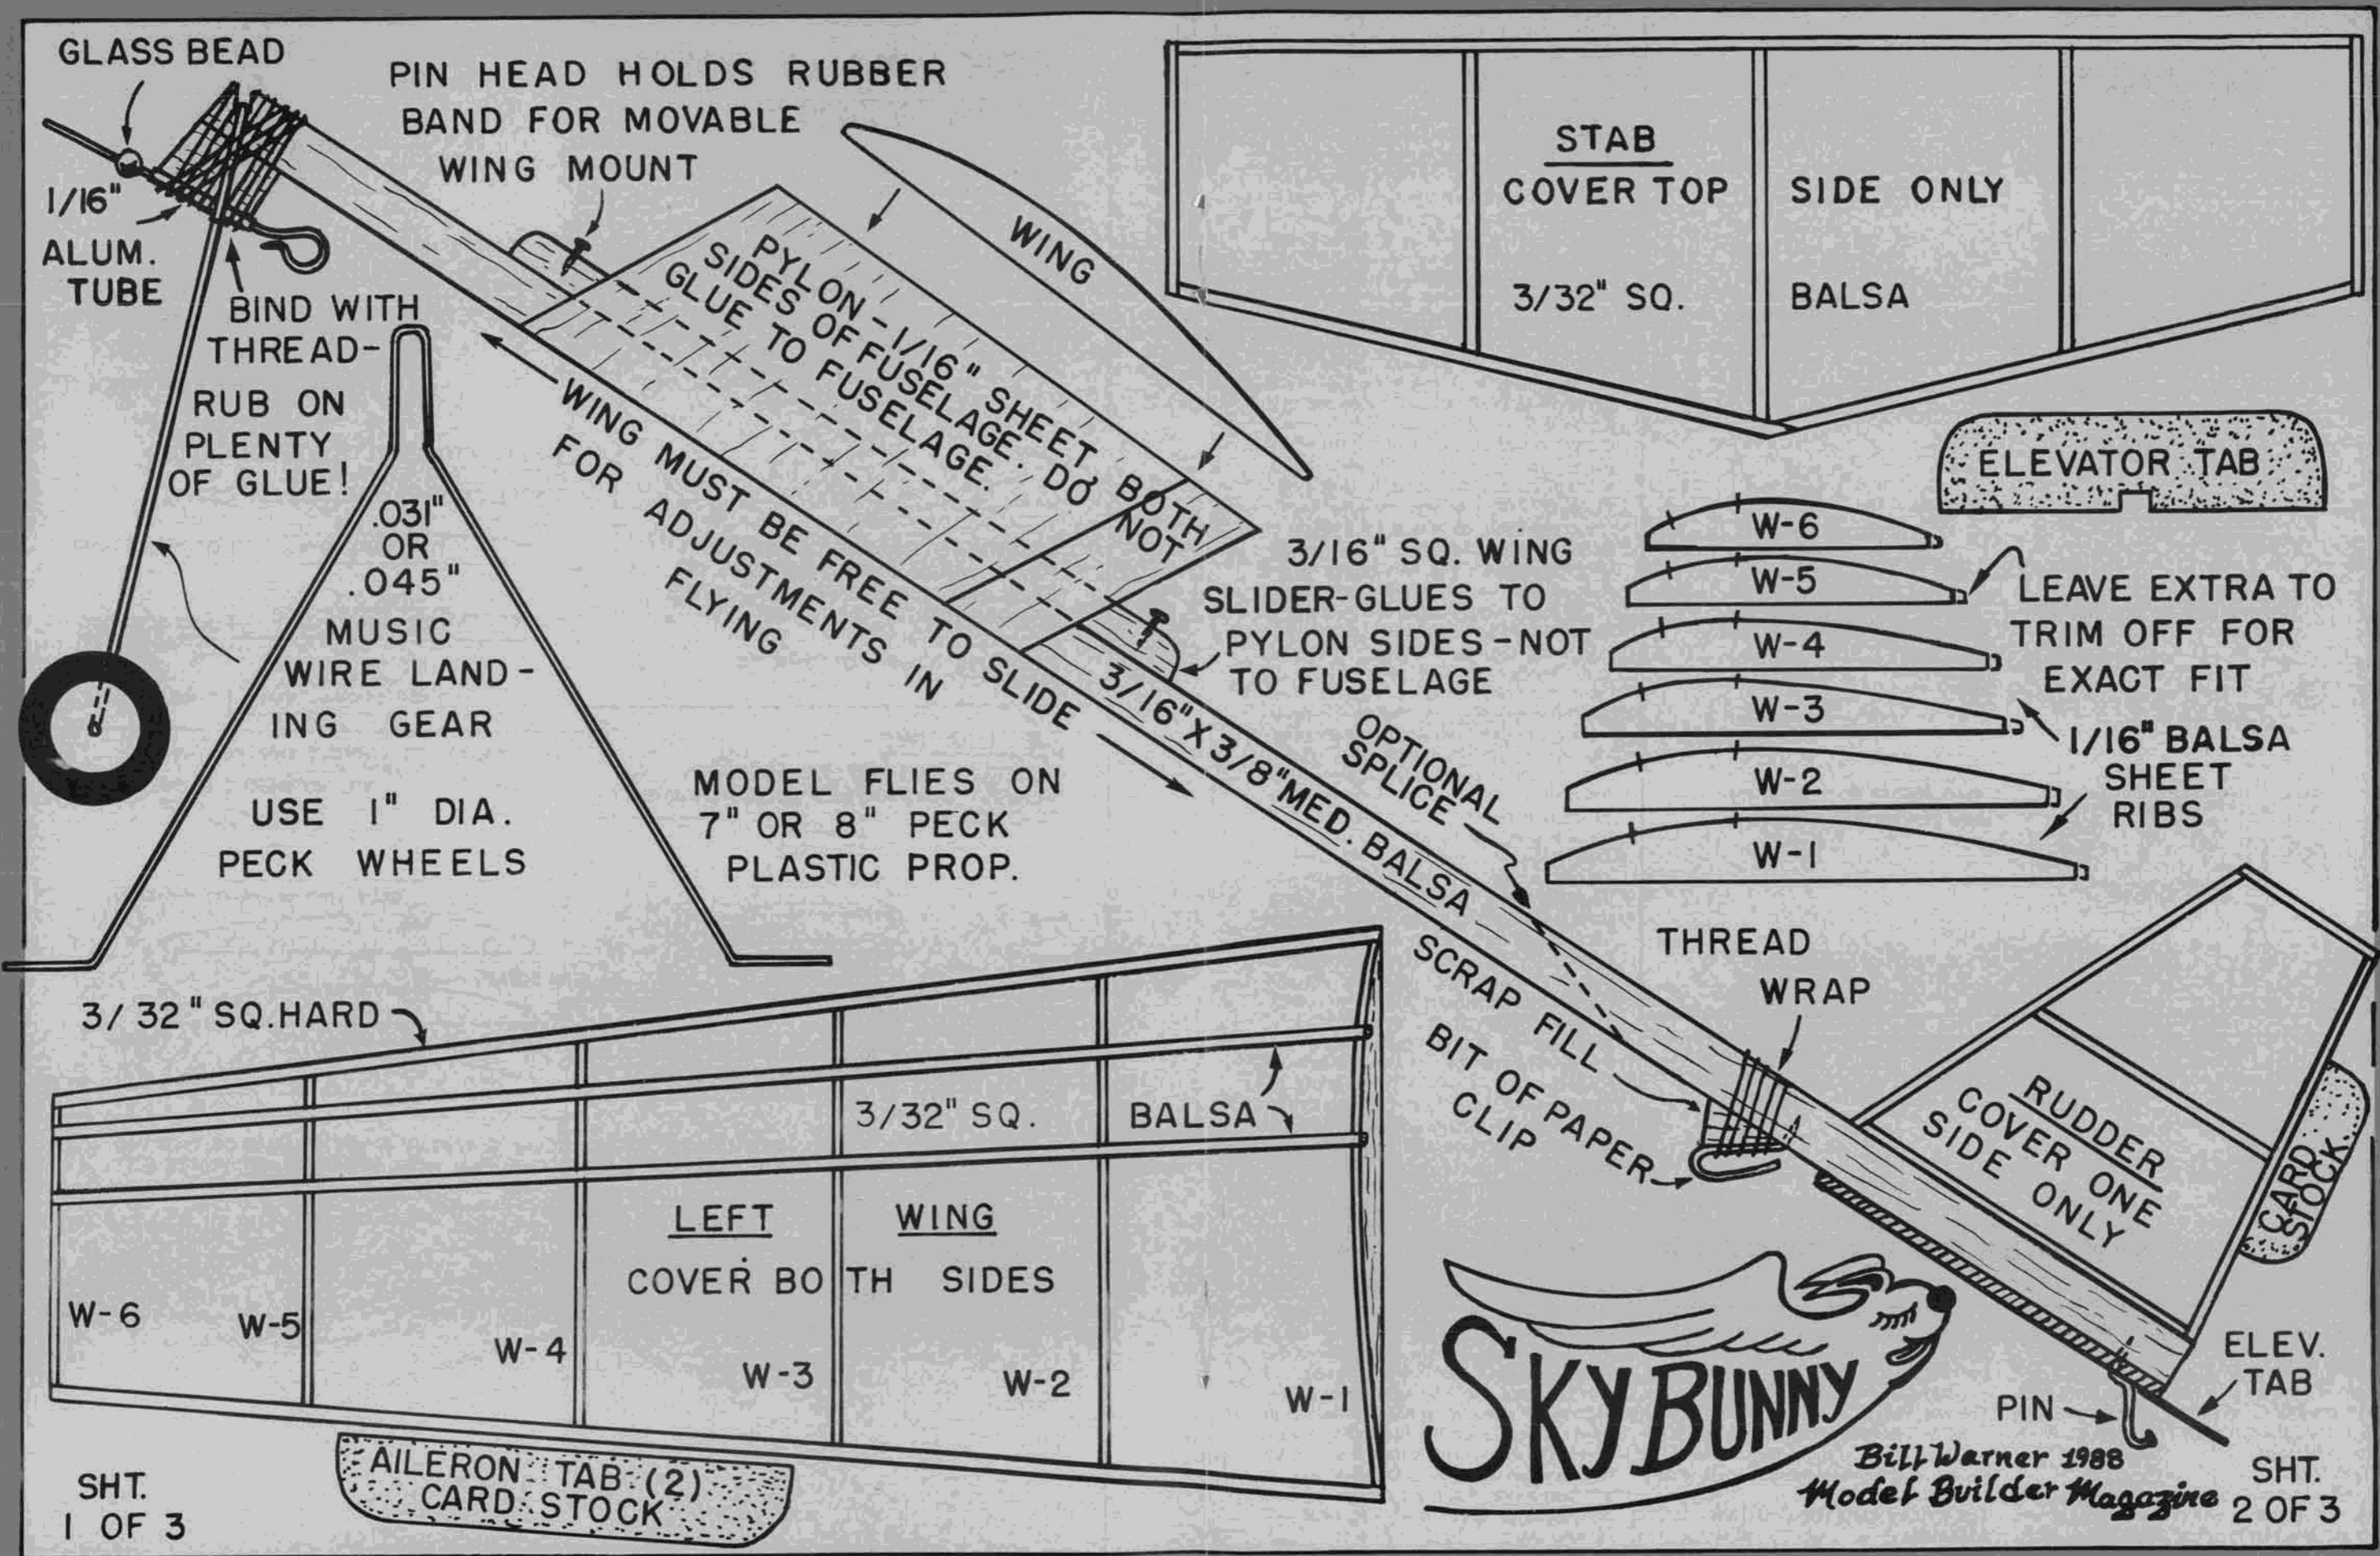 GLASS BEAD
PIN HEAD HOLDS RUBBER
BAND FOR MOVABLE
WING MOUNT
1/16"
ALUM.
TUBE
BIND WITH
THREAD-
RUB ON
PLENTY
OF GLUE!
.031"
OR
.045"
MUSIC
WIRE LAND-
ING GEAR
USE 1" DIA.
PECK WHEELS
PYLON-1/16" SHEET BOTH
SIDES OF FUSELAGE. DO NOT
GLUE TO FUSELAGE.
WING
WING MUST BE FREE TO SLIDE
FOR ADJUSTMENTS IN
FLYING
MODEL FLIES ON
7" OR 8" PECK
PLASTIC PROP.
STAB
COVER TOP SIDE ONLY
3/32" SQ. BALSA
ELEVATOR TAB
W-6
W-5
W-4
W-3
W-2
W-1
LEAVE EXTRA TO
TRIM OFF FOR
EXACT FIT
1/16" BALSA
SHEET
RIBS
3/16" SQ. WING
SLIDER-GLUES TO
PYLON SIDES-NOT
TO FUSELAGE
3/16" X 3/8" MED. BALSA
OPTIONAL
SPLICE
SCRAP FILL
BIT OF PAPER
CLIP
THREAD
WRAP
RUDDER
COVER ONE
SIDE ONLY
CARD
STOCK
ELEV.
TAB
PIN
3/32" SQ.HARD
3/32" SQ. BALSA
LEFT WING
COVER BOTH SIDES
W-6
W-5
W-4
W-3
W-2
W-1
AILERON TAB (2)
CARD STOCK
SHT.
1 OF 3
SKY BUNNY
Bill Warner 1988
Model Builder Magazine
SHT.
2 OF 3